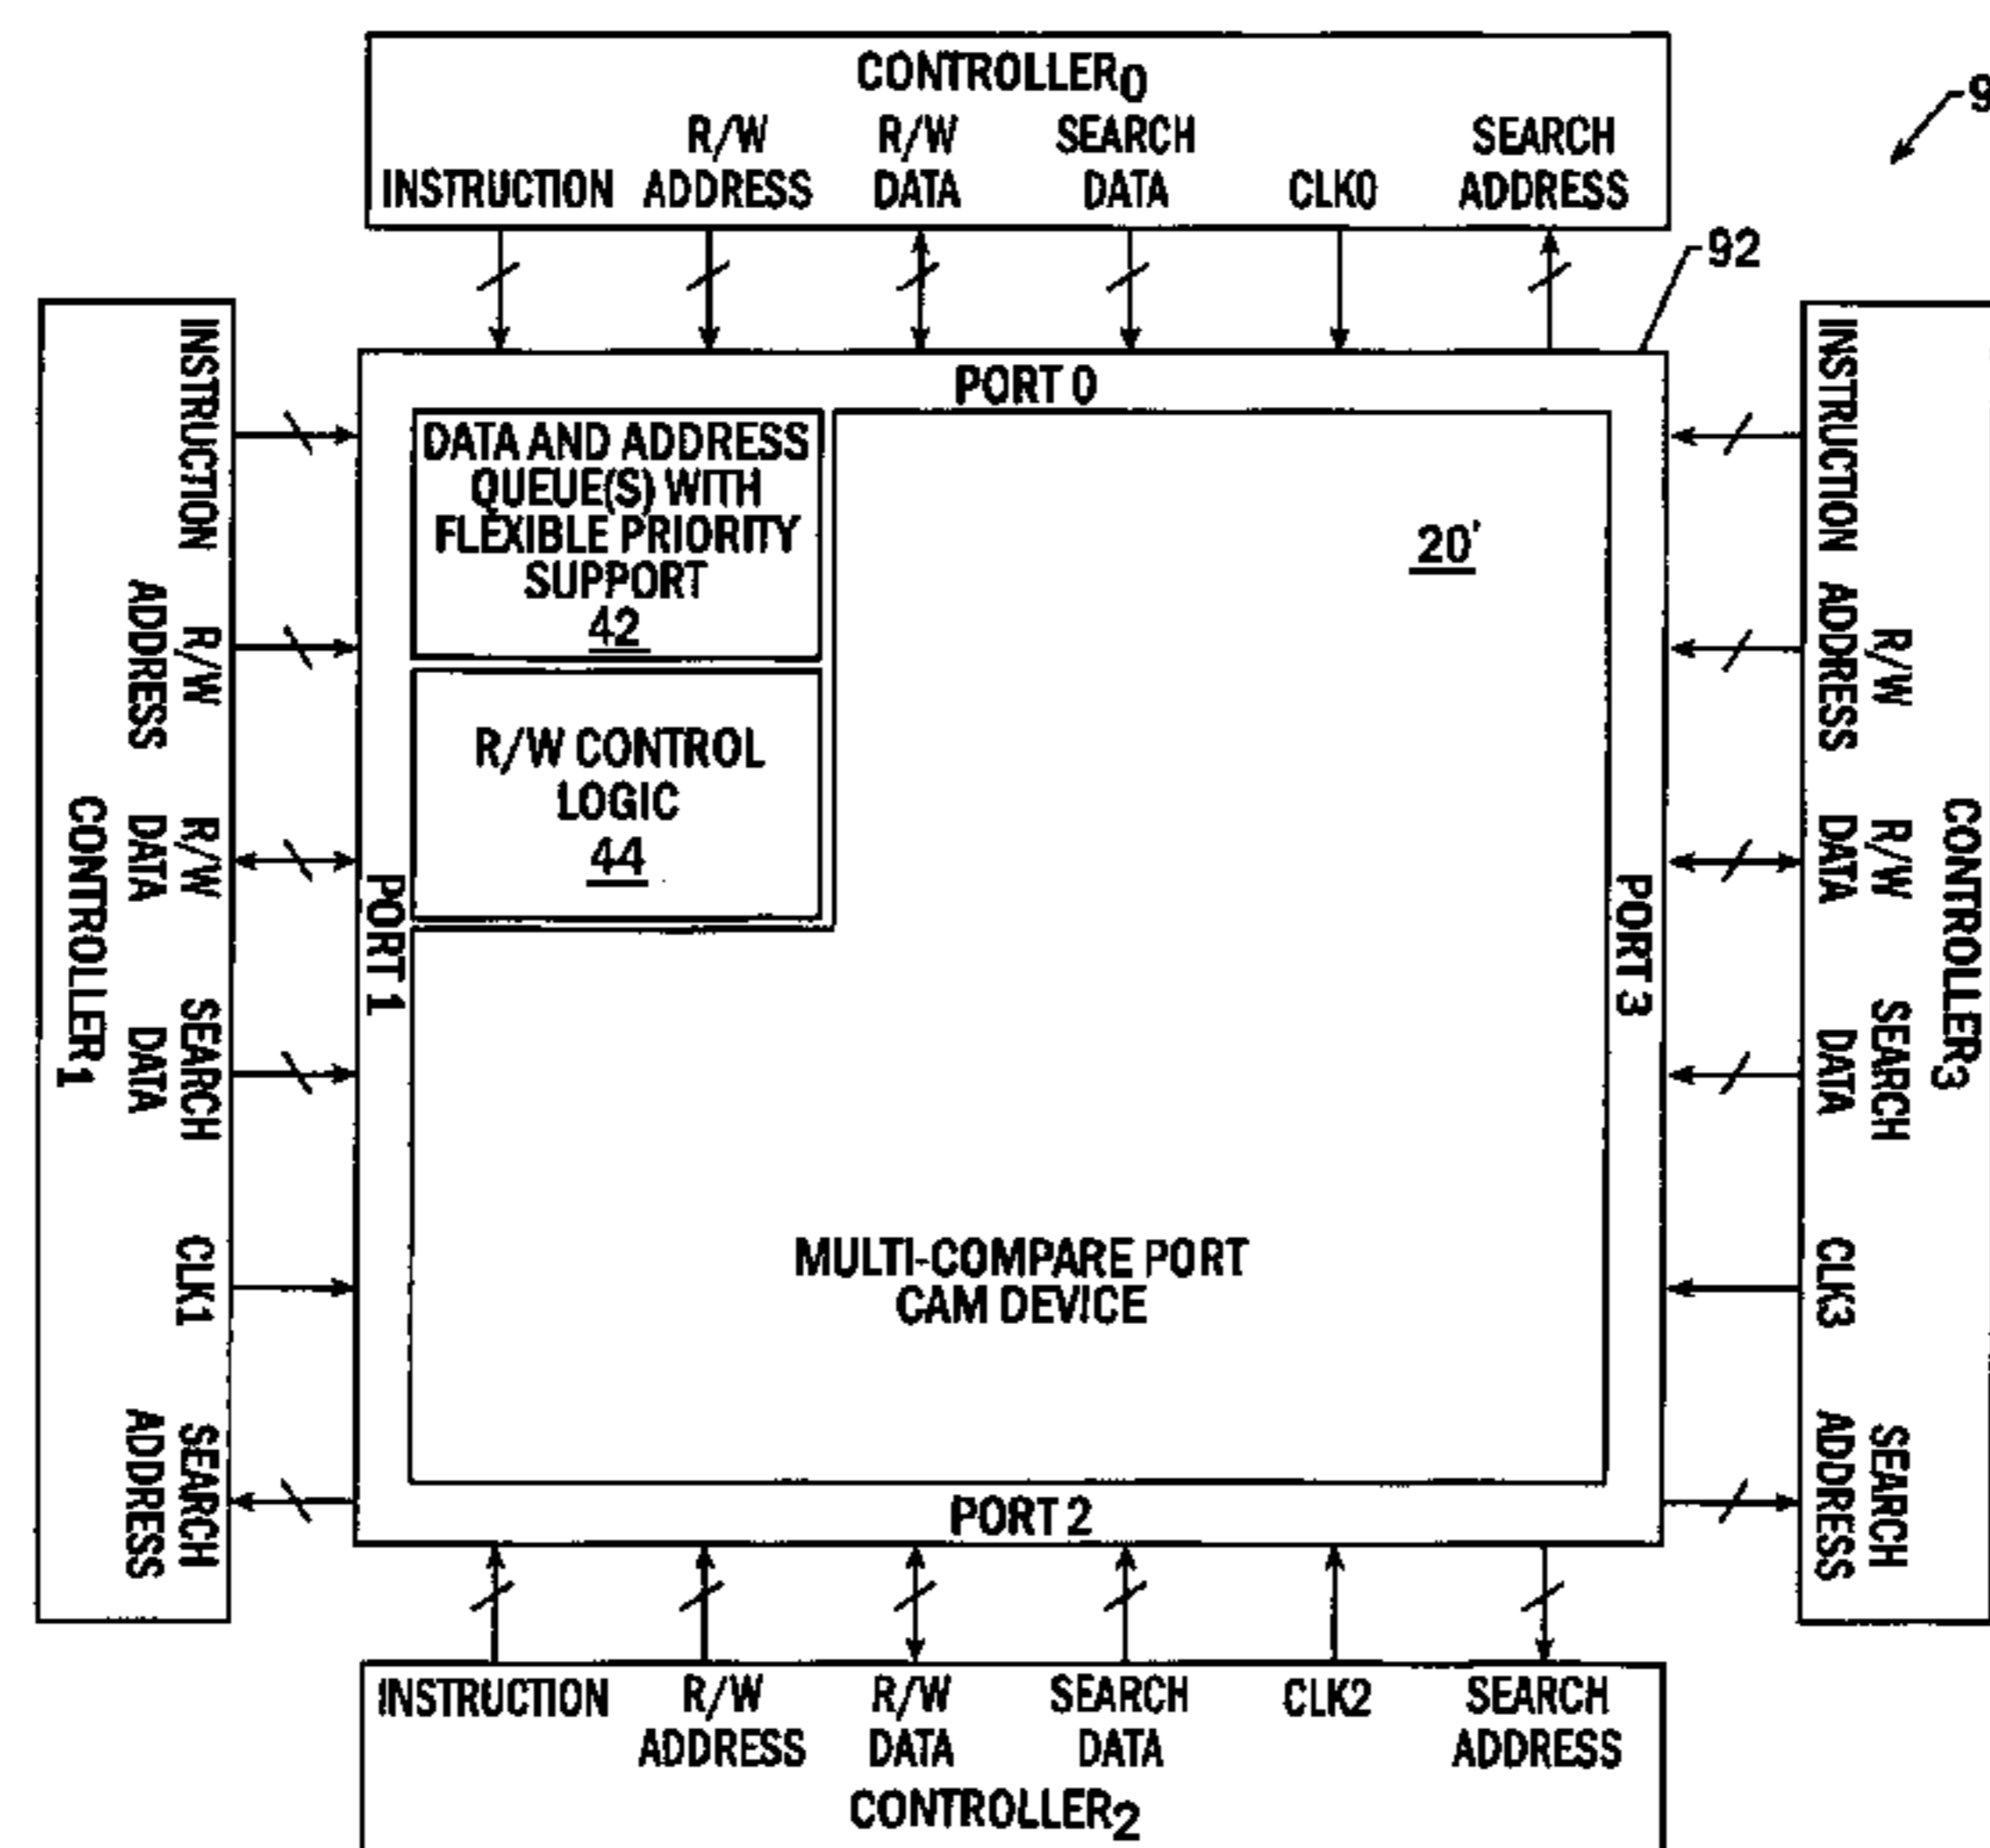 CONTROLLER0
INSTRUCTION
R/W
ADDRESS
R/W
DATA
SEARCH
DATA
CLK0
SEARCH
ADDRESS
9
92
PORT 0
DATA AND ADDRESS
QUEUE(S) WITH
FLEXIBLE PRIORITY
SUPPORT
42
R/W CONTROL
LOGIC
44
20'
MULTI-COMPARE PORT
CAM DEVICE
PORT 1
PORT 3
PORT 2
INSTRUCTION
R/W
ADDRESS
R/W
DATA
SEARCH
DATA
CLK1
SEARCH
ADDRESS
CONTROLLER1
INSTRUCTION
R/W
ADDRESS
R/W
DATA
SEARCH
DATA
CLK3
SEARCH
ADDRESS
CONTROLLER3
INSTRUCTION
R/W
ADDRESS
R/W
DATA
SEARCH
DATA
CLK2
SEARCH
ADDRESS
CONTROLLER2